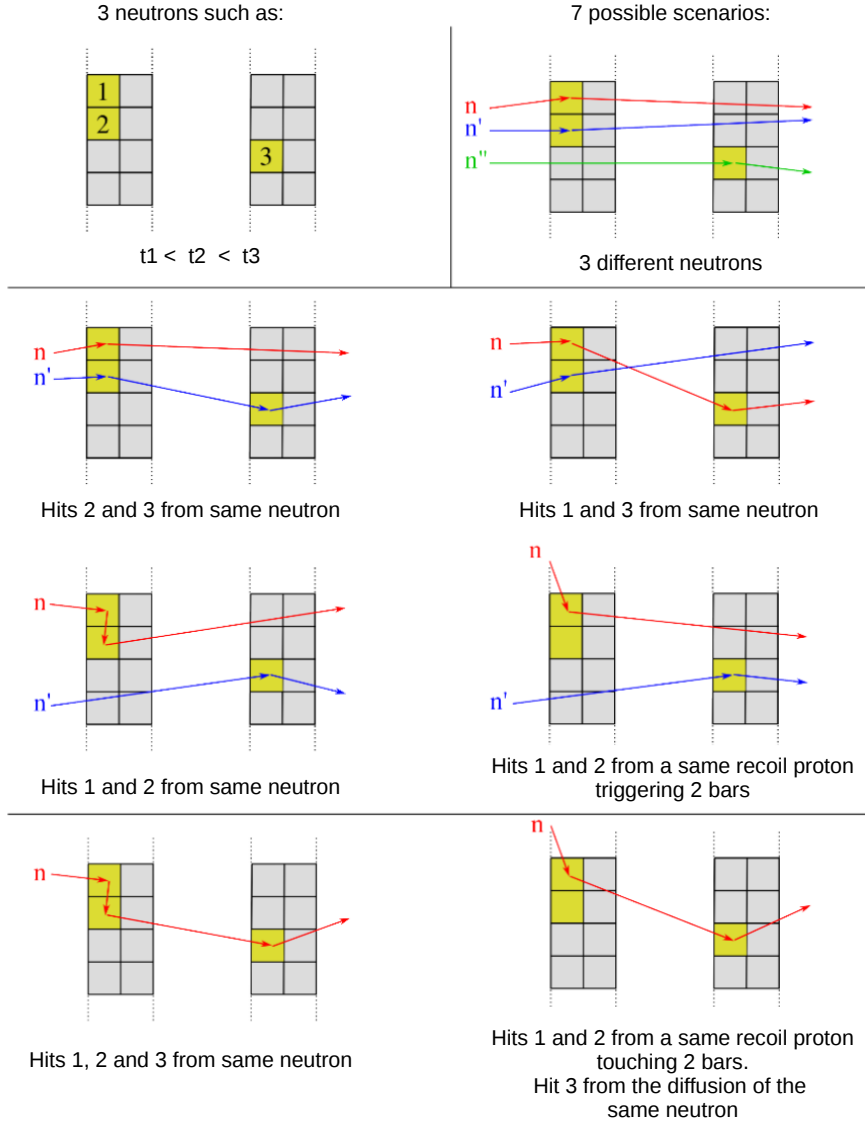 3 neutrons such as:
7 possible scenarios:
1
2
3
t1 < t2 < t3
n
n'
n"
3 different neutrons
n
n'
Hits 2 and 3 from same neutron
n
n'
Hits 1 and 3 from same neutron
n
n'
Hits 1 and 2 from same neutron
n
n'
Hits 1 and 2 from a same recoil proton
triggering 2 bars
n
Hits 1, 2 and 3 from same neutron
n
Hits 1 and 2 from a same recoil proton
touching 2 bars.
Hit 3 from the diffusion of the
same neutron